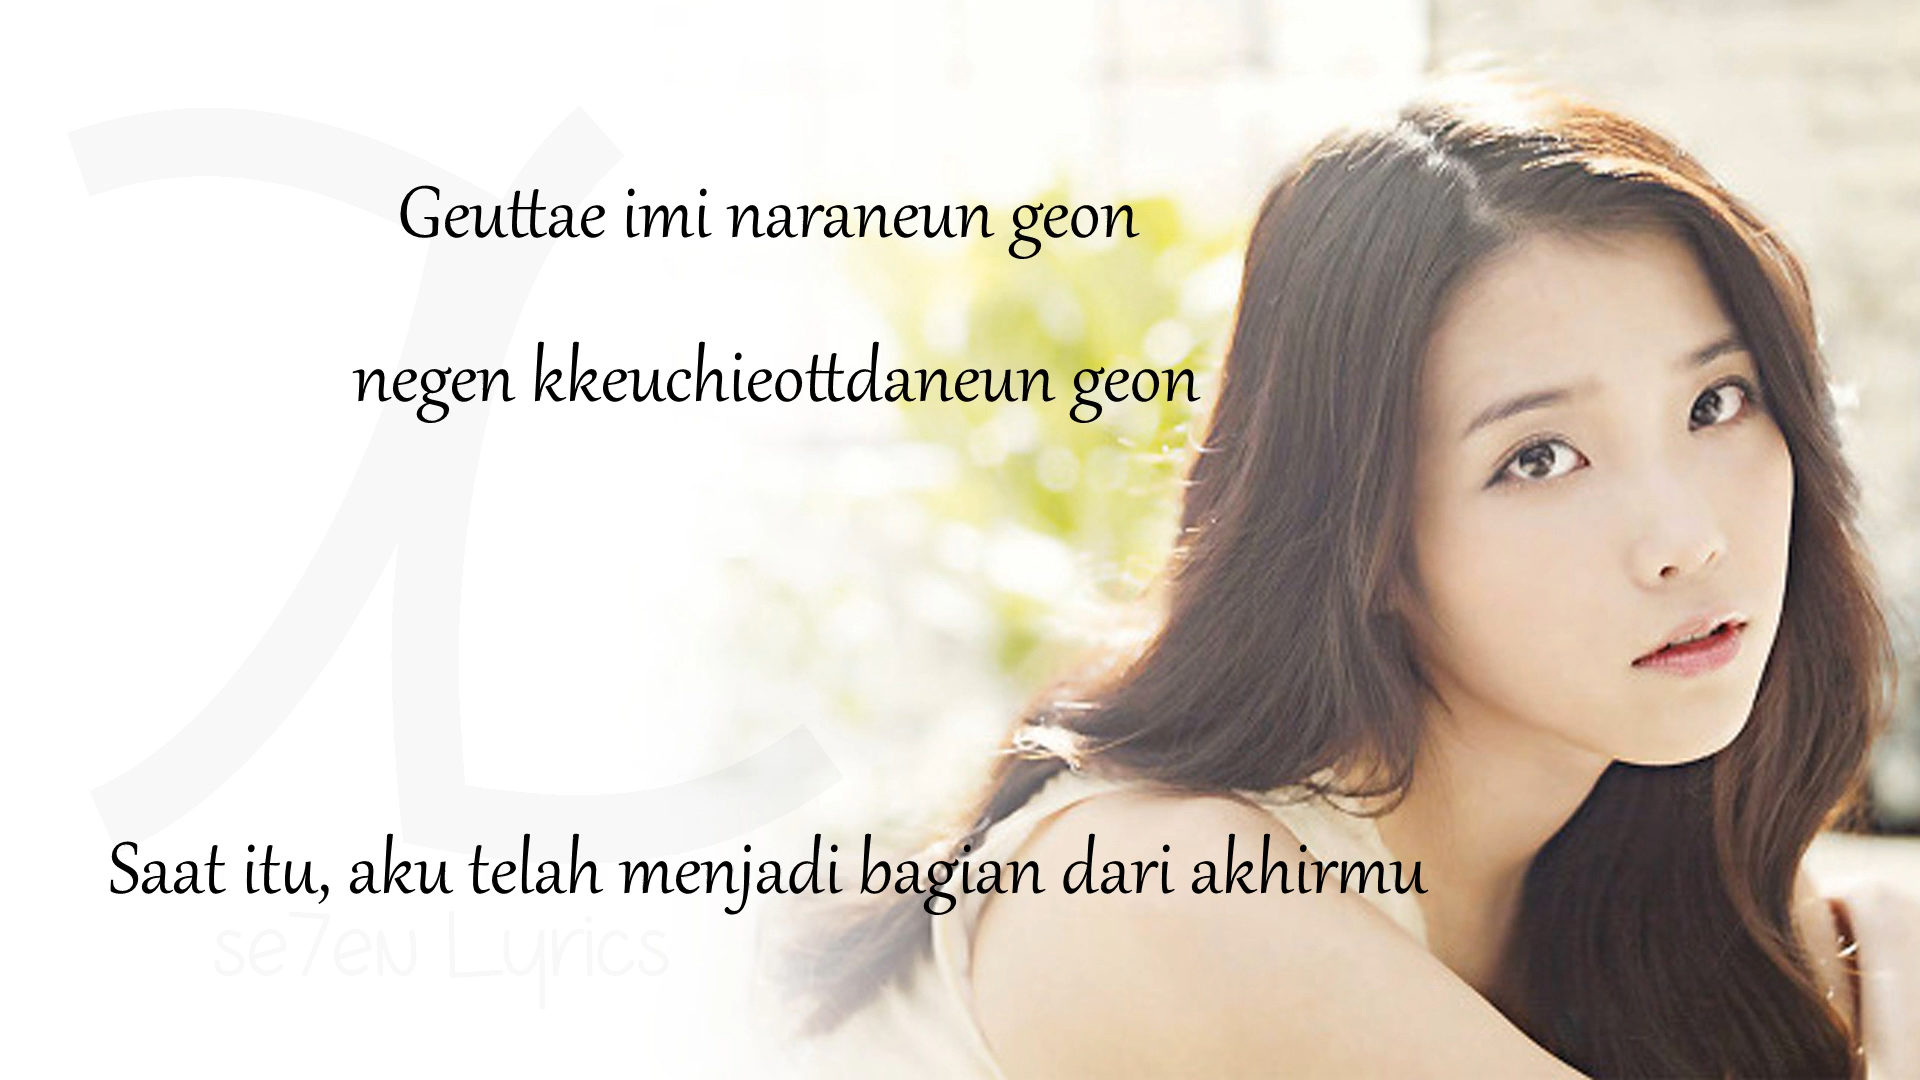 Geuttae imi naraneun geon
negen kkeuchieottdaneun geon
Saat itu, aku telah menjadi bagian dari akhirmu
se7en Lyrics